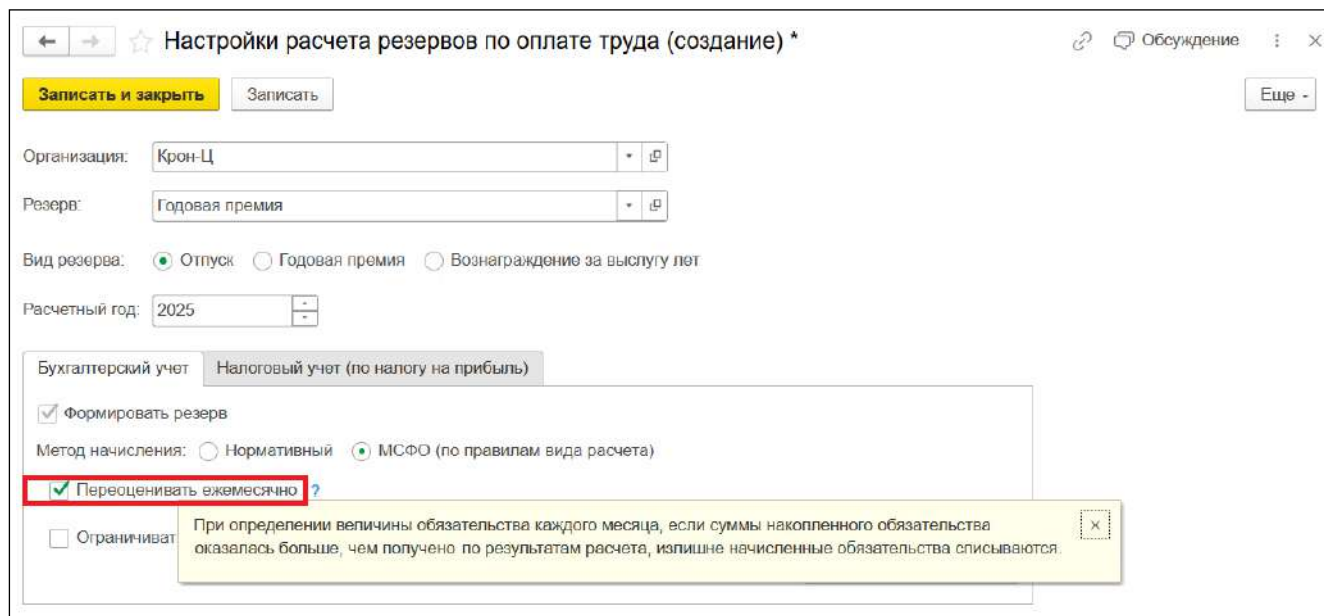 Настройки расчета резервов по оплате труда (создание) *
Обсуждение
Записать и закрыть
Записать
Еще
Организация:
Крон-Ц
Резерв:
Годовая премия
Вид резерва: Отпуск Годовая премия Вознаграждение за выслугу лет
Расчетный год: 2025
Бухгалтерский учет Налоговый учет (по налогу на прибыль)
Формировать резерв
Метод начисления: Нормативный МСФО (по правилам вида расчета)
Переоценивать ежемесячно ?
Ограничиват
При определении величины обязательства каждого месяца, если суммы накопленного обязательства
оказалась больше, чем получено по результатам расчета, излишне начисленные обязательства списываются.